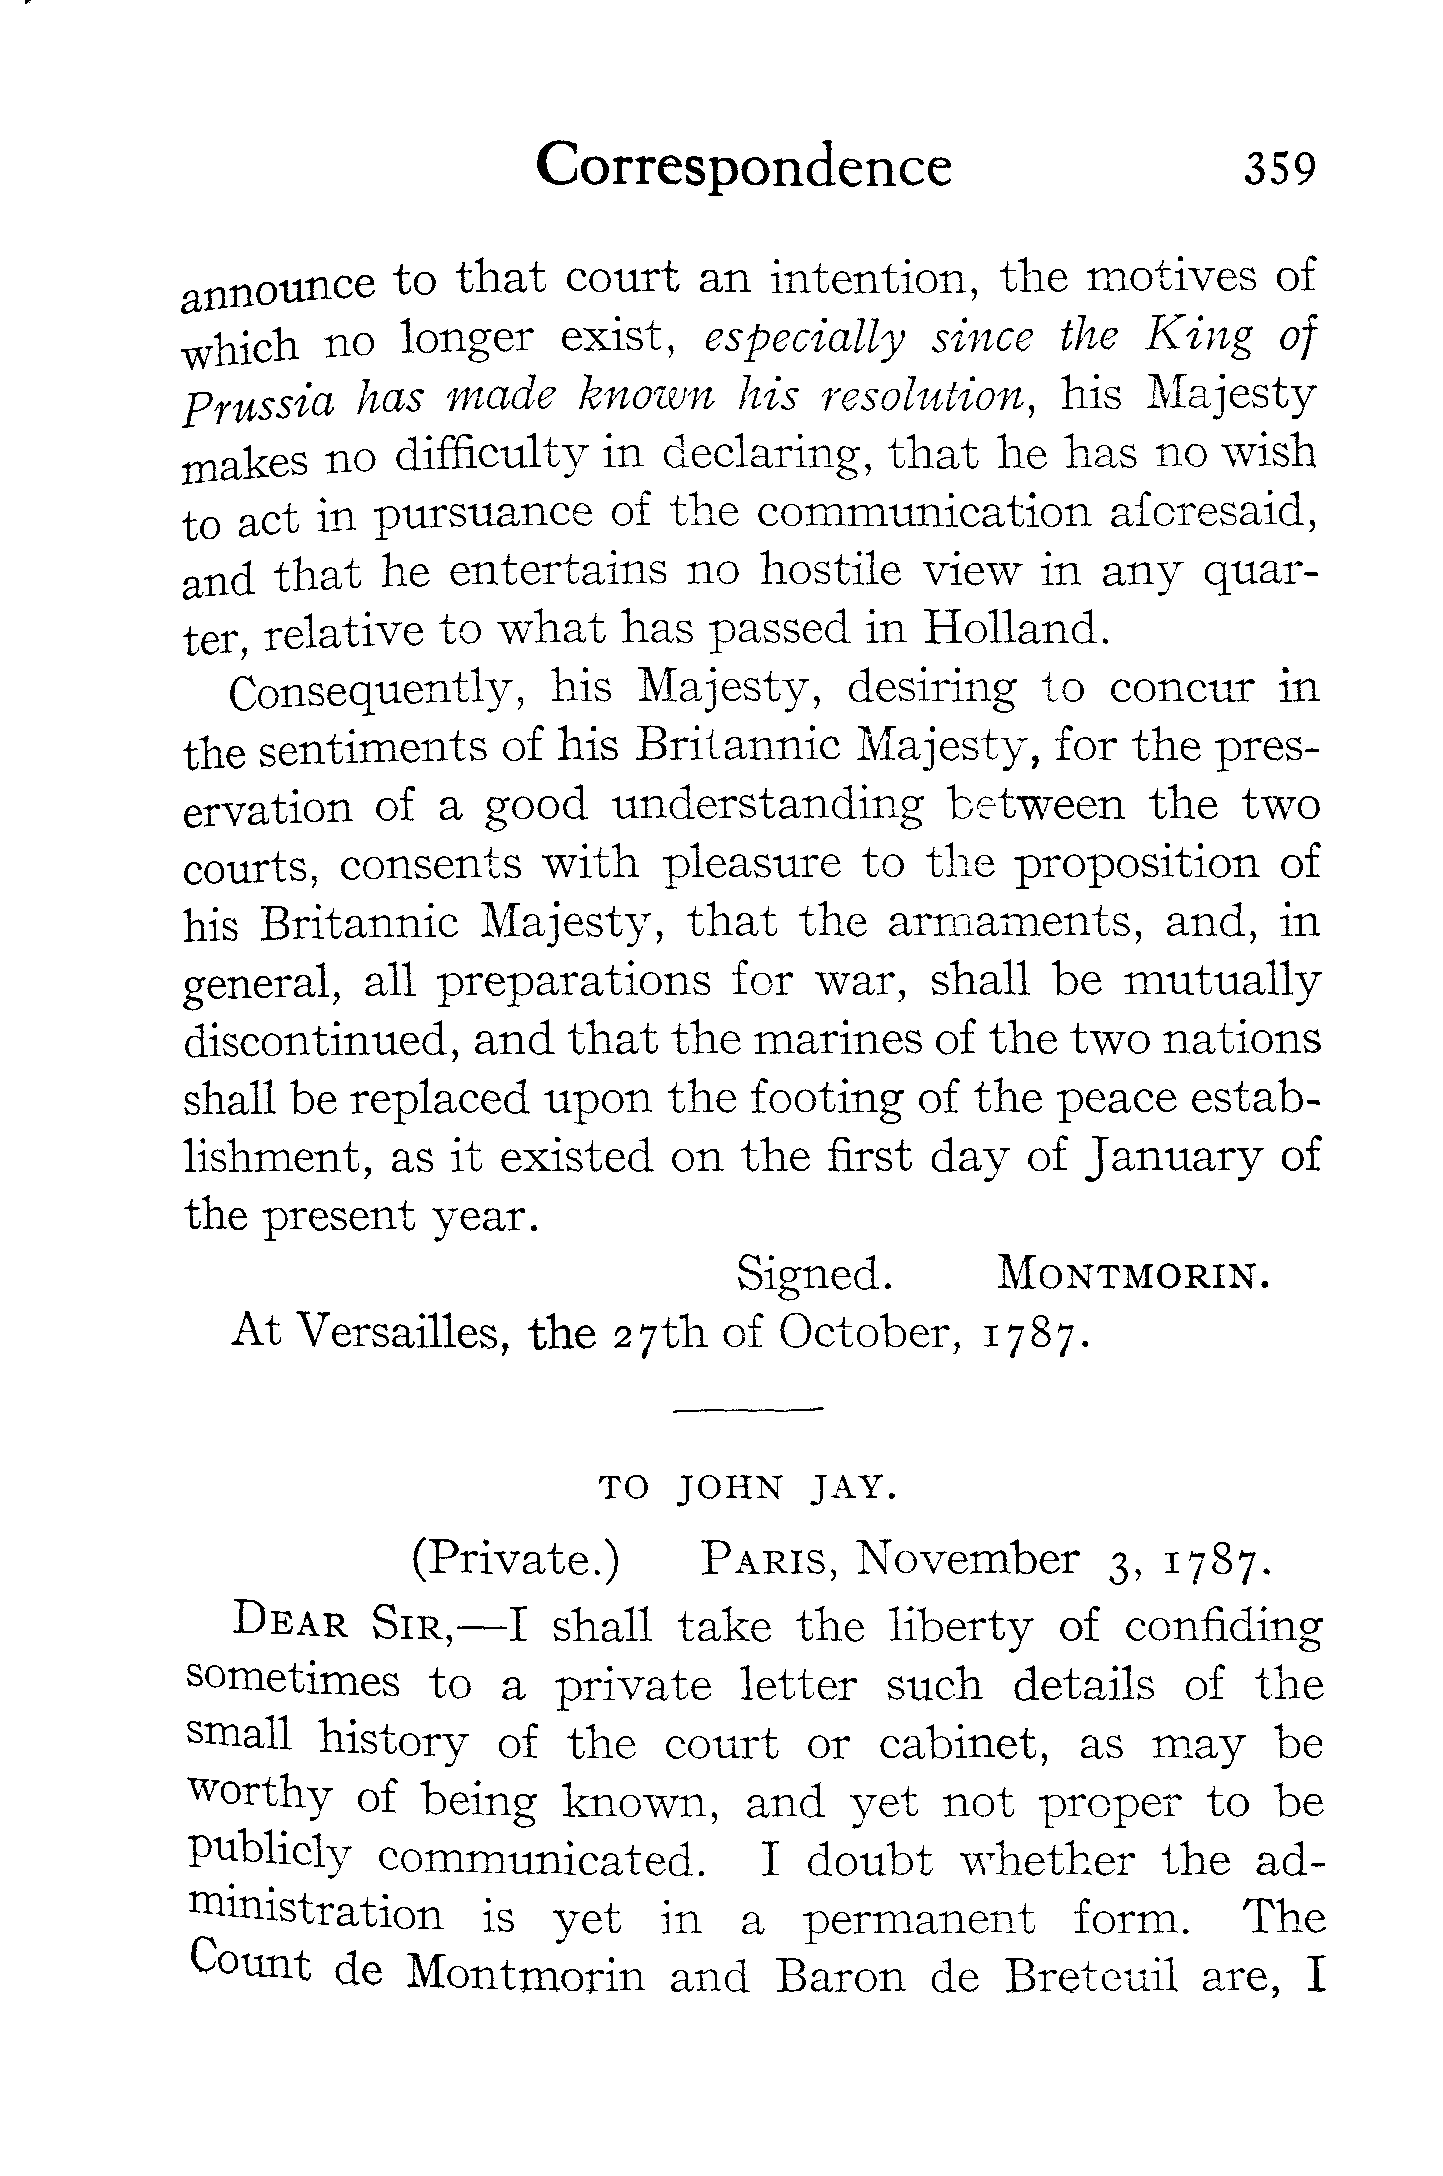 Correspondence 359
announce to that court an intention, the motives of
which no longer exist, especially since the King of
Prussia has made known his resolution, his Majesty
makes no difficulty in declaring, that he has no wish
to act in pursuance of the communication aforesaid,
and that he entertains no hostile view in any quar-
ter, relative to what has passed in Holland.
Consequently, his Majesty, desiring to concur in
the sentiments of his Britannic Majesty, for the pres-
ervation of a good understanding between the two
courts, consents with pleasure to the proposition of
his Britannic Majesty, that the armaments, and, in
general, all preparations for war, shall be mutually
discontinued, and that the marines of the two nations
shall be replaced upon the footing of the peace estab-
lishment, as it existed on the first day of January of
the present year.
Signed. MONTMORIN.
At Versailles, the 27th of October, 1787.
TO JOHN JAY.
(Private.) PARIS, November 3, 1787.
DEAR SIR,—I shall take the liberty of confiding
sometimes to a private letter such details of the
small history of the court or cabinet, as may be
worthy of being known, and yet not proper to be
publicly communicated. I doubt whether the ad-
ministration is yet in a permanent form. The
Count de Montmorin and Baron de Breteuil are, I